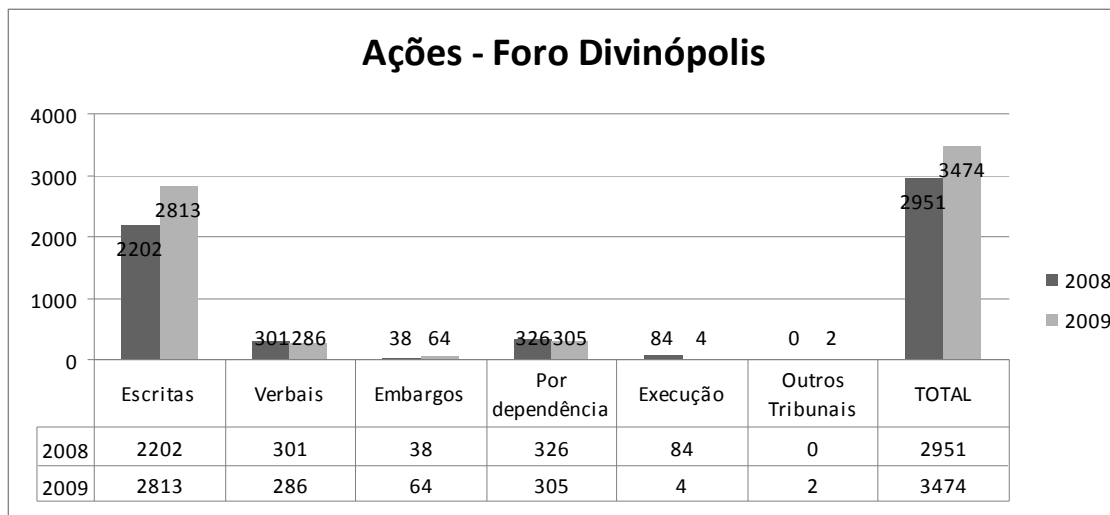 Ações - Foro Divinópolis
4000
3000
2000
1000
0
2202
2813
301
286
38
64
326
305
84
4
0
2
2951
3474
2008
2009
Escritas
Verbais
Embargos
Por
dependência
Execução
Outros
Tribunais
TOTAL
2008 2202 301 38 326 84 0 2951
2009 2813 286 64 305 4 2 3474